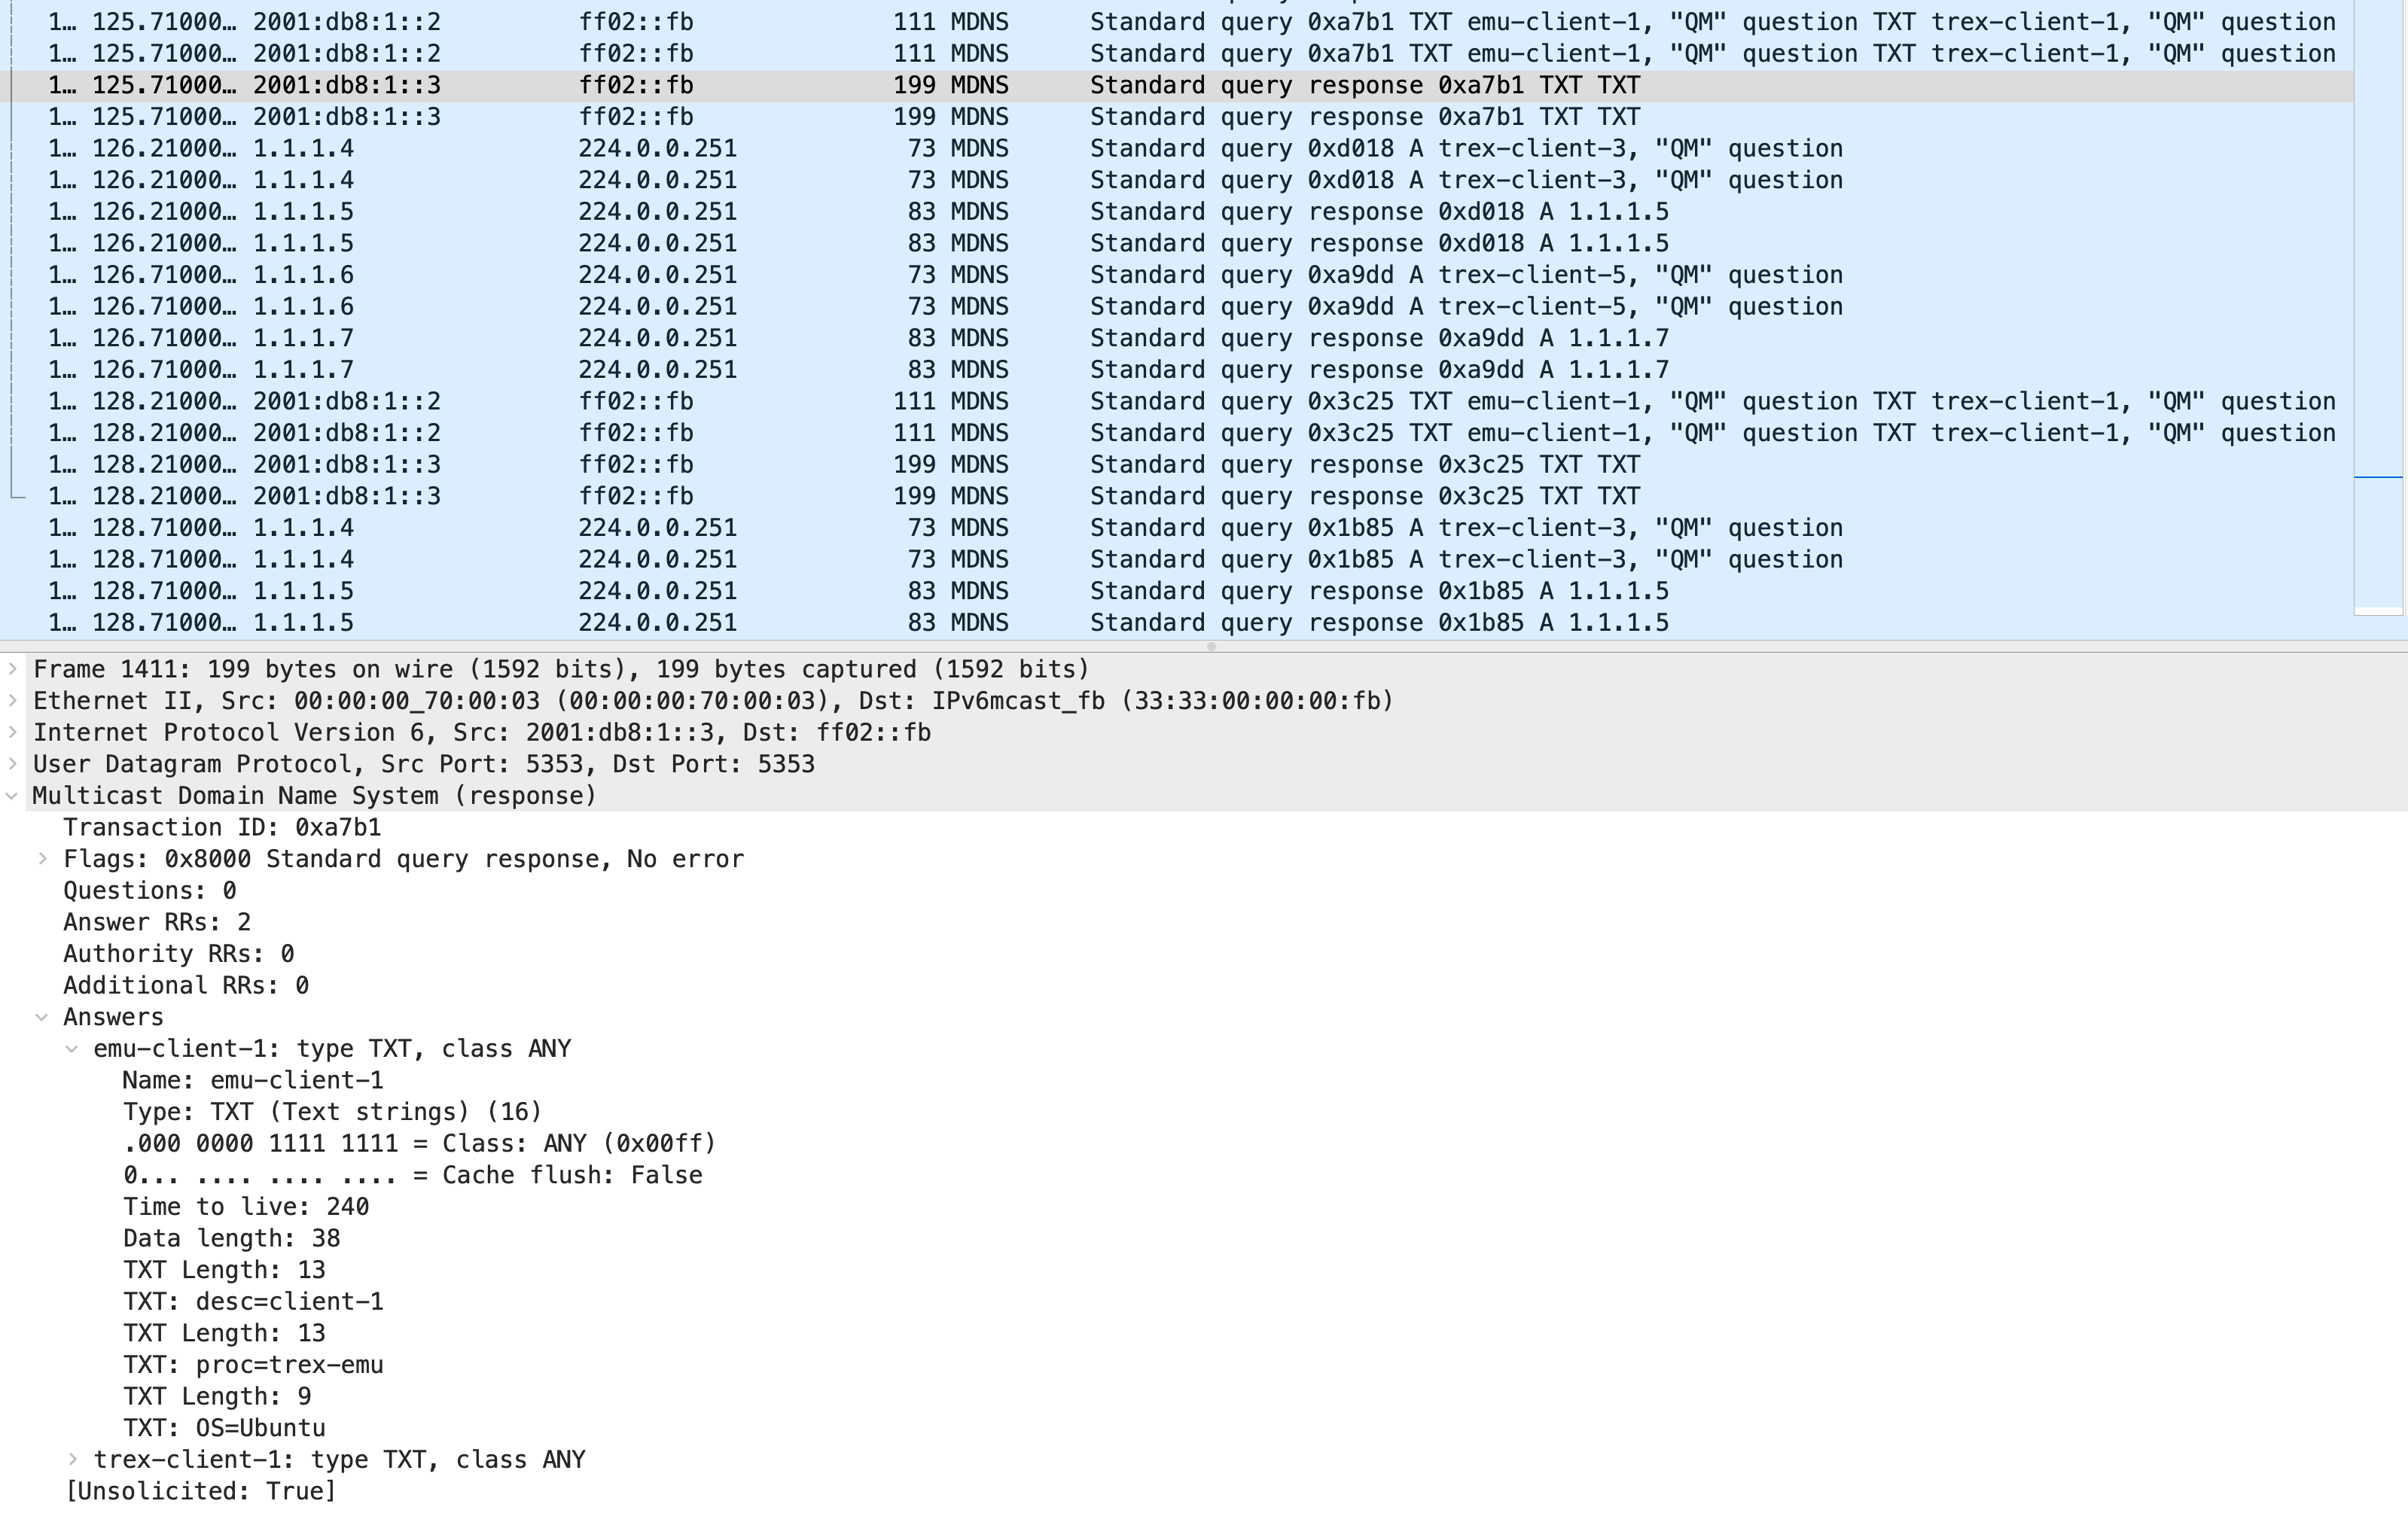 1… 125.71000… 2001:db8:1::2 ff02::fb 111 MDNS Standard query 0xa7b1 TXT emu-client-1, "QM" question TXT trex-client-1, "QM" question
1… 125.71000… 2001:db8:1::2 ff02::fb 111 MDNS Standard query 0xa7b1 TXT emu-client-1, "QM" question TXT trex-client-1, "QM" question
1… 125.71000… 2001:db8:1::3 ff02::fb 199 MDNS Standard query response 0xa7b1 TXT TXT
1… 125.71000… 2001:db8:1::3 ff02::fb 199 MDNS Standard query response 0xa7b1 TXT TXT
1… 126.21000… 1.1.1.4 224.0.0.251 73 MDNS Standard query 0xd018 A trex-client-3, "QM" question
1… 126.21000… 1.1.1.4 224.0.0.251 73 MDNS Standard query 0xd018 A trex-client-3, "QM" question
1… 126.21000… 1.1.1.5 224.0.0.251 83 MDNS Standard query response 0xd018 A 1.1.1.5
1… 126.21000… 1.1.1.5 224.0.0.251 83 MDNS Standard query response 0xd018 A 1.1.1.5
1… 126.71000… 1.1.1.6 224.0.0.251 73 MDNS Standard query 0xa9dd A trex-client-5, "QM" question
1… 126.71000… 1.1.1.6 224.0.0.251 73 MDNS Standard query 0xa9dd A trex-client-5, "QM" question
1… 126.71000… 1.1.1.7 224.0.0.251 83 MDNS Standard query response 0xa9dd A 1.1.1.7
1… 126.71000… 1.1.1.7 224.0.0.251 83 MDNS Standard query response 0xa9dd A 1.1.1.7
1… 128.21000… 2001:db8:1::2 ff02::fb 111 MDNS Standard query 0x3c25 TXT emu-client-1, "QM" question TXT trex-client-1, "QM" question
1… 128.21000… 2001:db8:1::2 ff02::fb 111 MDNS Standard query 0x3c25 TXT emu-client-1, "QM" question TXT trex-client-1, "QM" question
1… 128.21000… 2001:db8:1::3 ff02::fb 199 MDNS Standard query response 0x3c25 TXT TXT
1… 128.21000… 2001:db8:1::3 ff02::fb 199 MDNS Standard query response 0x3c25 TXT TXT
1… 128.71000… 1.1.1.4 224.0.0.251 73 MDNS Standard query 0x1b85 A trex-client-3, "QM" question
1… 128.71000… 1.1.1.4 224.0.0.251 73 MDNS Standard query 0x1b85 A trex-client-3, "QM" question
1… 128.71000… 1.1.1.5 224.0.0.251 83 MDNS Standard query response 0x1b85 A 1.1.1.5
1… 128.71000… 1.1.1.5 224.0.0.251 83 MDNS Standard query response 0x1b85 A 1.1.1.5
Frame 1411: 199 bytes on wire (1592 bits), 199 bytes captured (1592 bits)
Ethernet II, Src: 00:00:00_70:00:03 (00:00:00:70:00:03), Dst: IPv6mcast_fb (33:33:00:00:00:fb)
Internet Protocol Version 6, Src: 2001:db8:1::3, Dst: ff02::fb
User Datagram Protocol, Src Port: 5353, Dst Port: 5353
Multicast Domain Name System (response)
Transaction ID: 0xa7b1
Flags: 0x8000 Standard query response, No error
Questions: 0
Answer RRs: 2
Authority RRs: 0
Additional RRs: 0
Answers
emu-client-1: type TXT, class ANY
Name: emu-client-1
Type: TXT (Text strings) (16)
.000 0000 1111 1111 = Class: ANY (0x00ff)
0... .... .... .... = Cache flush: False
Time to live: 240
Data length: 38
TXT Length: 13
TXT: desc=client-1
TXT Length: 13
TXT: proc=trex-emu
TXT Length: 9
TXT: OS=Ubuntu
trex-client-1: type TXT, class ANY
[Unsolicited: True]